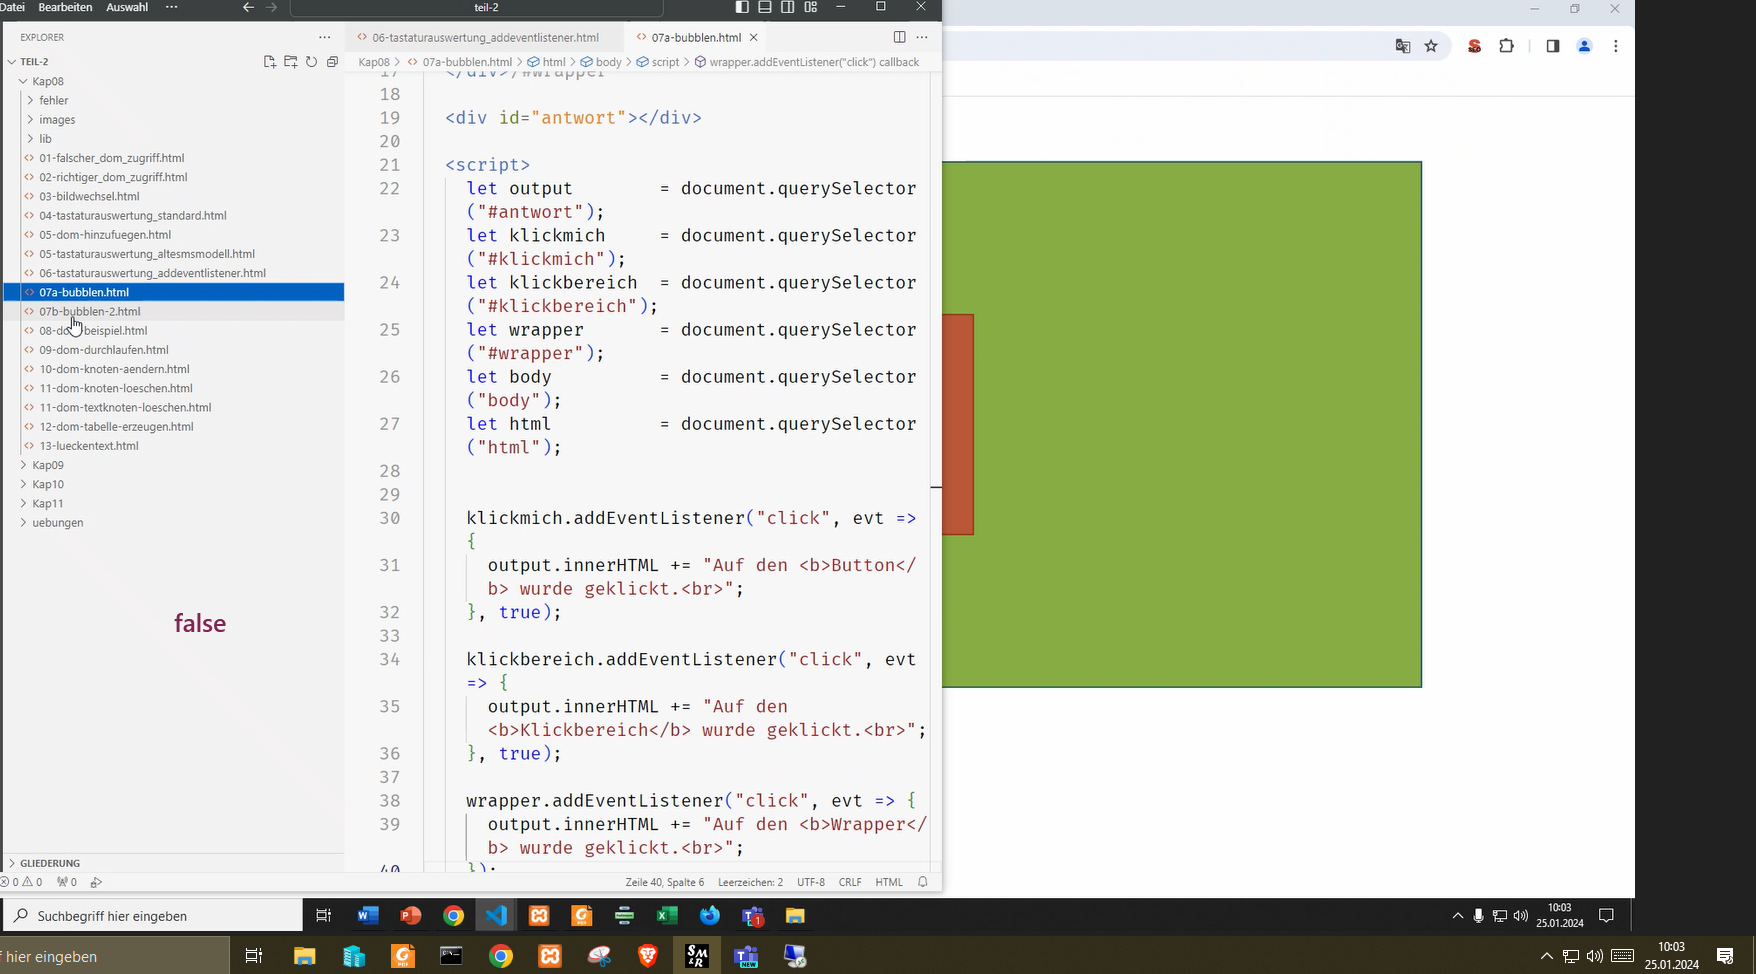 Datei Bearbeiten Auswahl ···
teil-2
EXPLORER
TEIL-2
Kap08
fehler
images
lib
01-falscher_dom_zugriff.html
02-richtiger_dom_zugriff.html
03-bildwechsel.html
04-tastaturauswertung_standard.html
05-dom-hinzufuegen.html
05-tastaturauswertung_altesmsmodell.html
06-tastaturauswertung_addeventlistener.html
07a-bubblen.html
07b-bubblen-2.html
08-do beispiel.html
09-dom-durchlaufen.html
10-dom-knoten-aendern.html
11-dom-knoten-loeschen.html
11-dom-textknoten-loeschen.html
12-dom-tabelle-erzeugen.html
13-lueckentext.html
Kap09
Kap10
Kap11
uebungen
false
GLIEDERUNG
0 0 0
06-tastaturauswertung_addeventlistener.html
07a-bubblen.html
Kap08 > 07a-bubblen.html > html > body > script > wrapper.addEventListener("click") callback
17 </div>/#wrapper
18
19 <div id="antwort"></div>
20
21 <script>
22 let output = document.querySelector
("#antwort");
23 let klickmich = document.querySelector
("#klickmich");
24 let klickbereich = document.querySelector
("#klickbereich");
25 let wrapper = document.querySelector
("#wrapper");
26 let body = document.querySelector
("body");
27 let html = document.querySelector
("html");
28
29
30 klickmich.addEventListener("click", evt =>
{
31 output.innerHTML += "Auf den <b>Button</
b> wurde geklickt.<br>";
32 }, true);
33
34 klickbereich.addEventListener("click", evt
=> {
35 output.innerHTML += "Auf den
<b>Klickbereich</b> wurde geklickt.<br>";
36 }, true);
37
38 wrapper.addEventListener("click", evt => {
39 output.innerHTML += "Auf den <b>Wrapper</
b> wurde geklickt.<br>";
40 });
Zeile 40, Spalte 6 Leerzeichen: 2 UTF-8 CRLF HTML
Suchbegriff hier eingeben
1
10:03
25.01.2024
hier eingeben
S
M
&R
NEW
10:03
25.01.2024